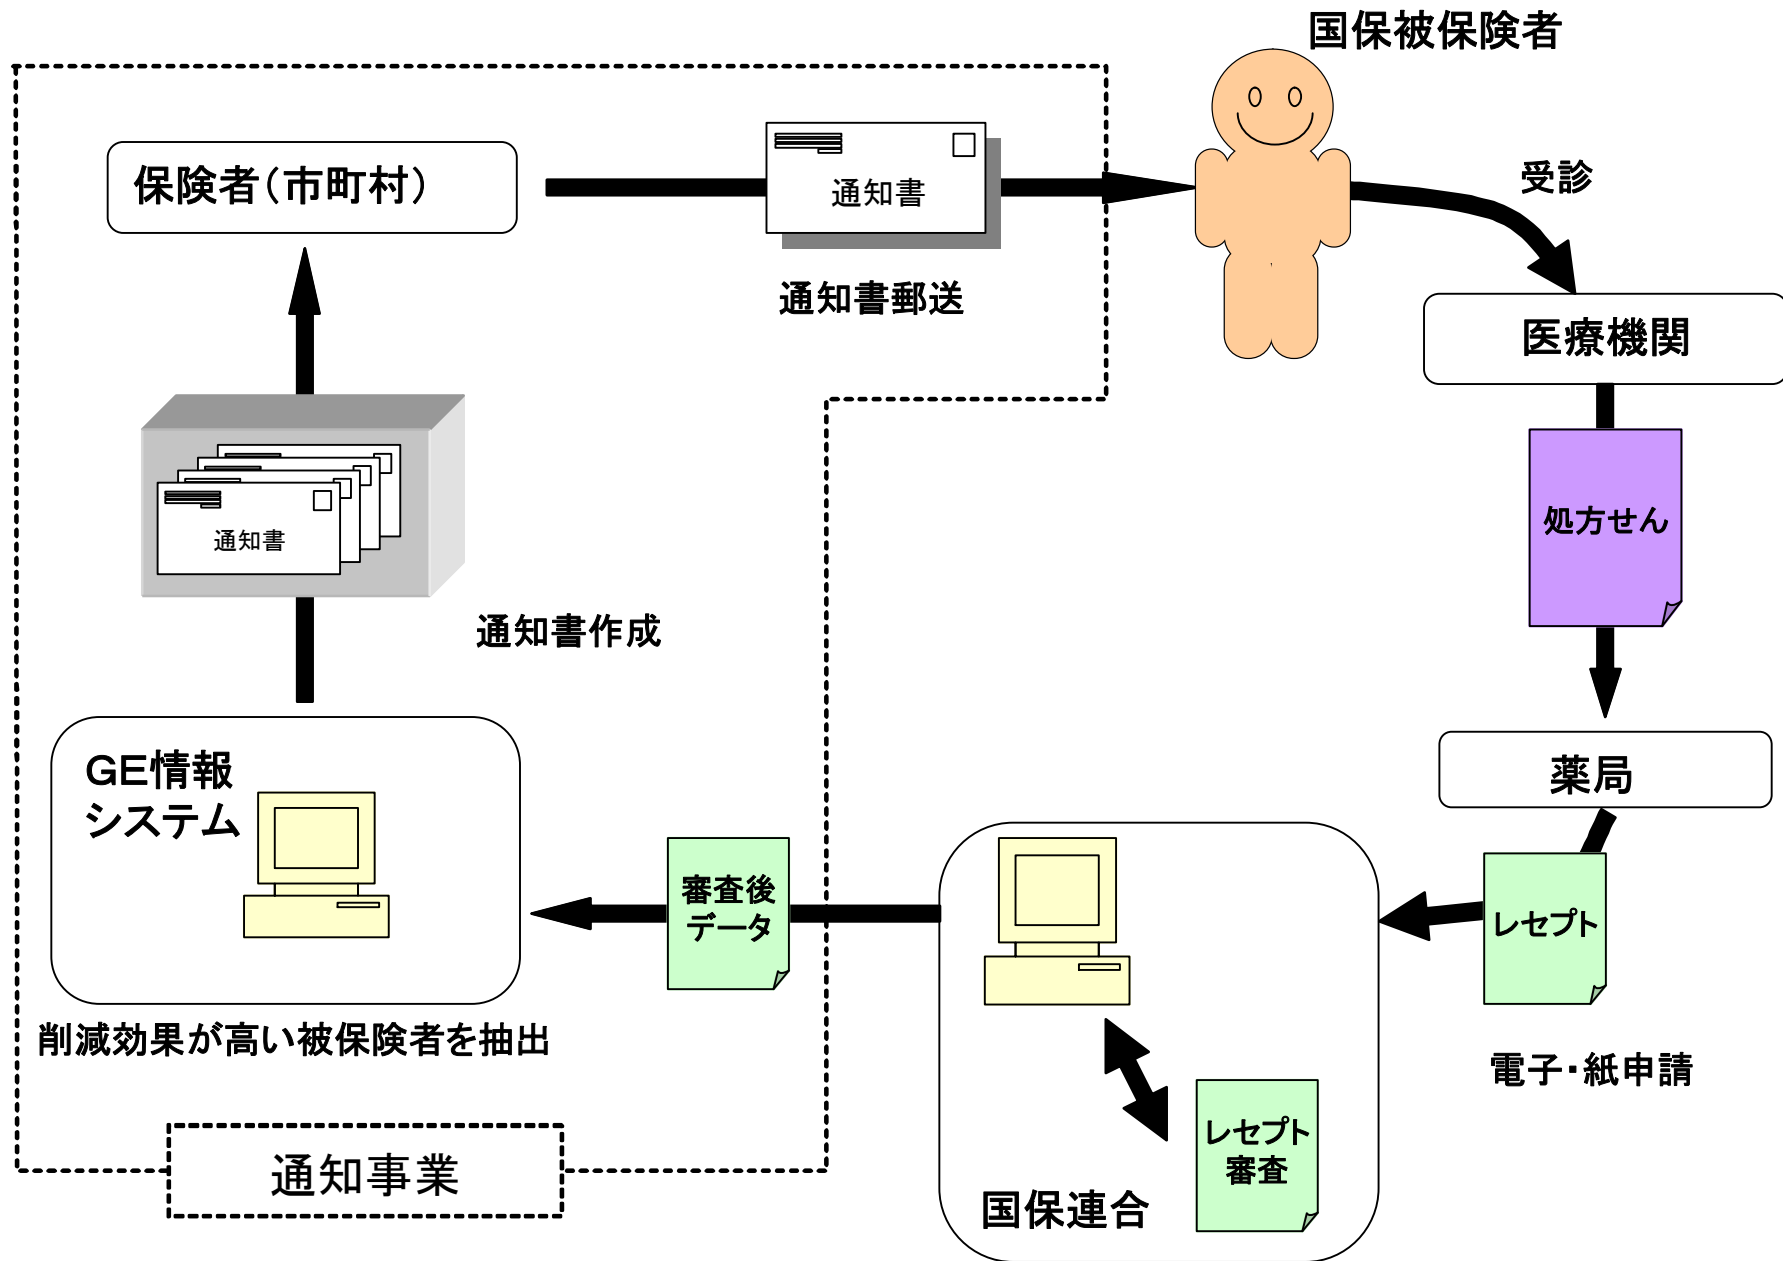 国保被保険者
保険者（市町村）
通知書
受診
通知書郵送
医療機関
処方せん
通知書
通知書作成
GE情報
システム
薬局
審査後
データ
レセプト
削減効果が高い被保険者を抽出
電子・紙申請
レセプト
審査
通知事業
国保連合